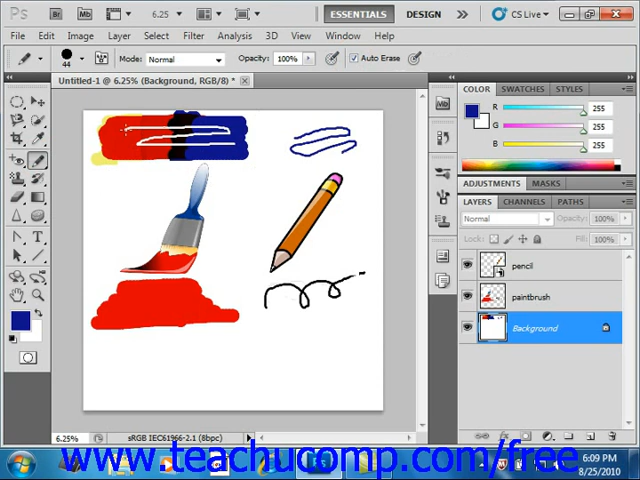 Ps 6.25 ESSENTIALS DESIGN CS Live
File Edit Image Layer Select Filter Analysis 3D View Window Help
44 Mode: Normal Opacity: 100% Auto Erase
Untitled-1 @ 6.25% (Background, RGB/8) *
COLOR SWATCHES STYLES
R 255
G 255
B 255
ADJUSTMENTS MASKS
LAYERS CHANNELS PATHS
Normal Opacity: 100%
Lock: Fill: 100%
pencil
paintbrush
Background
6.25% sRGB IEC61966-2.1 (8bpc)
www.teachucomp.com/free
6:09 PM
8/25/2010